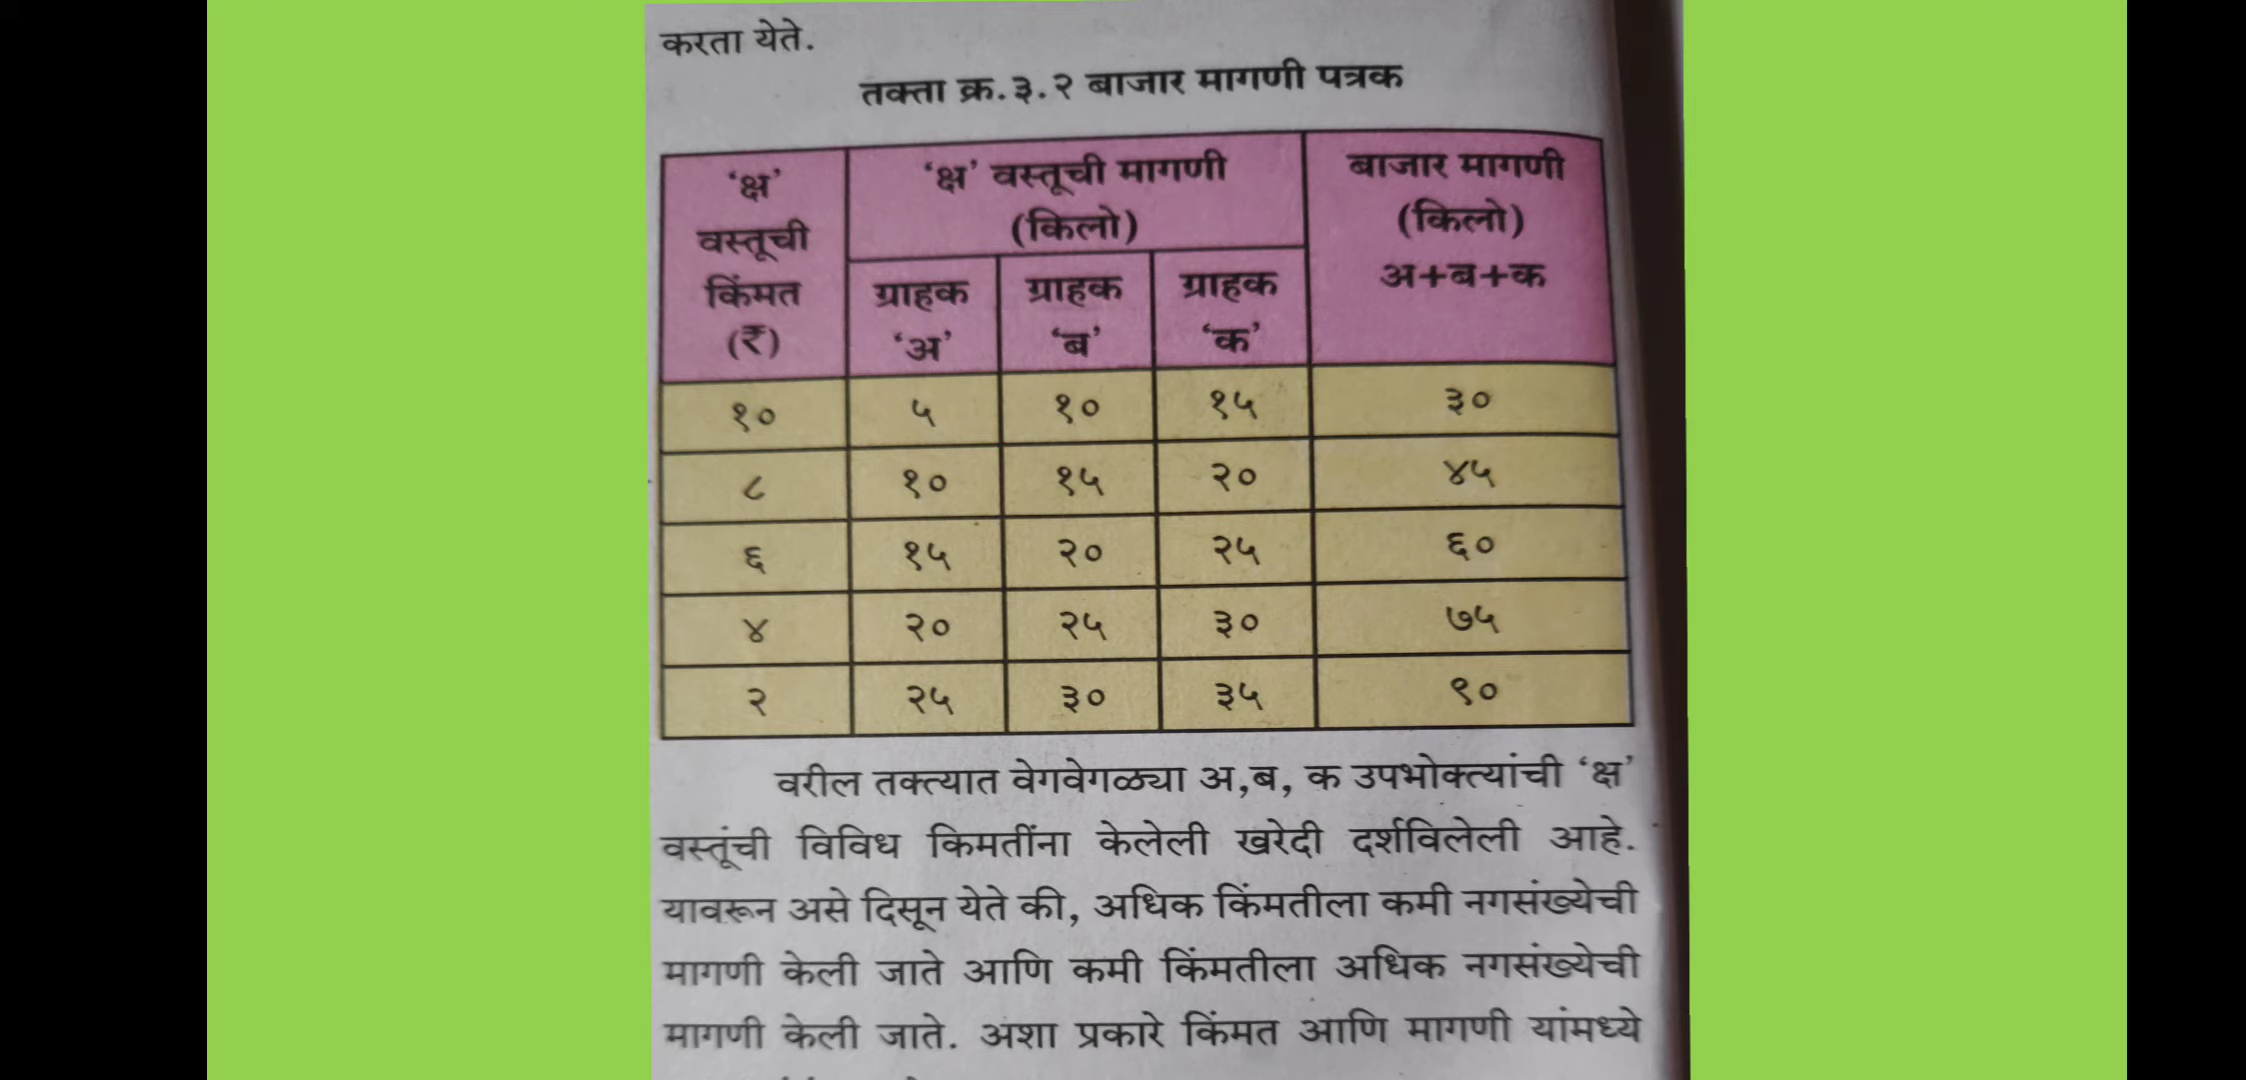 करता येते.
तक्ता क्र.३.२ बाजार मागणी पत्रक
‘क्ष’ वस्तूची किंमत (₹) ‘क्ष’ वस्तूची मागणी (किलो) बाजार मागणी (किलो) अ+ब+क
ग्राहक ‘अ’ ग्राहक ‘ब’ ग्राहक ‘क’
१० ५ १० १५ ३०
८ १० १५ २० ४५
६ १५ २० २५ ६०
४ २० २५ ३० ७५
२ २५ ३० ३५ ९०
वरील तक्त्यात वेगवेगळ्या अ,ब, क उपभोक्त्यांची ‘क्ष’
वस्तूंची विविध किमतींना केलेली खरेदी दर्शविलेली आहे.
यावरून असे दिसून येते की, अधिक किंमतीला कमी नगसंख्येची
मागणी केली जाते आणि कमी किंमतीला अधिक नगसंख्येची
मागणी केली जाते. अशा प्रकारे किंमत आणि मागणी यांमध्ये